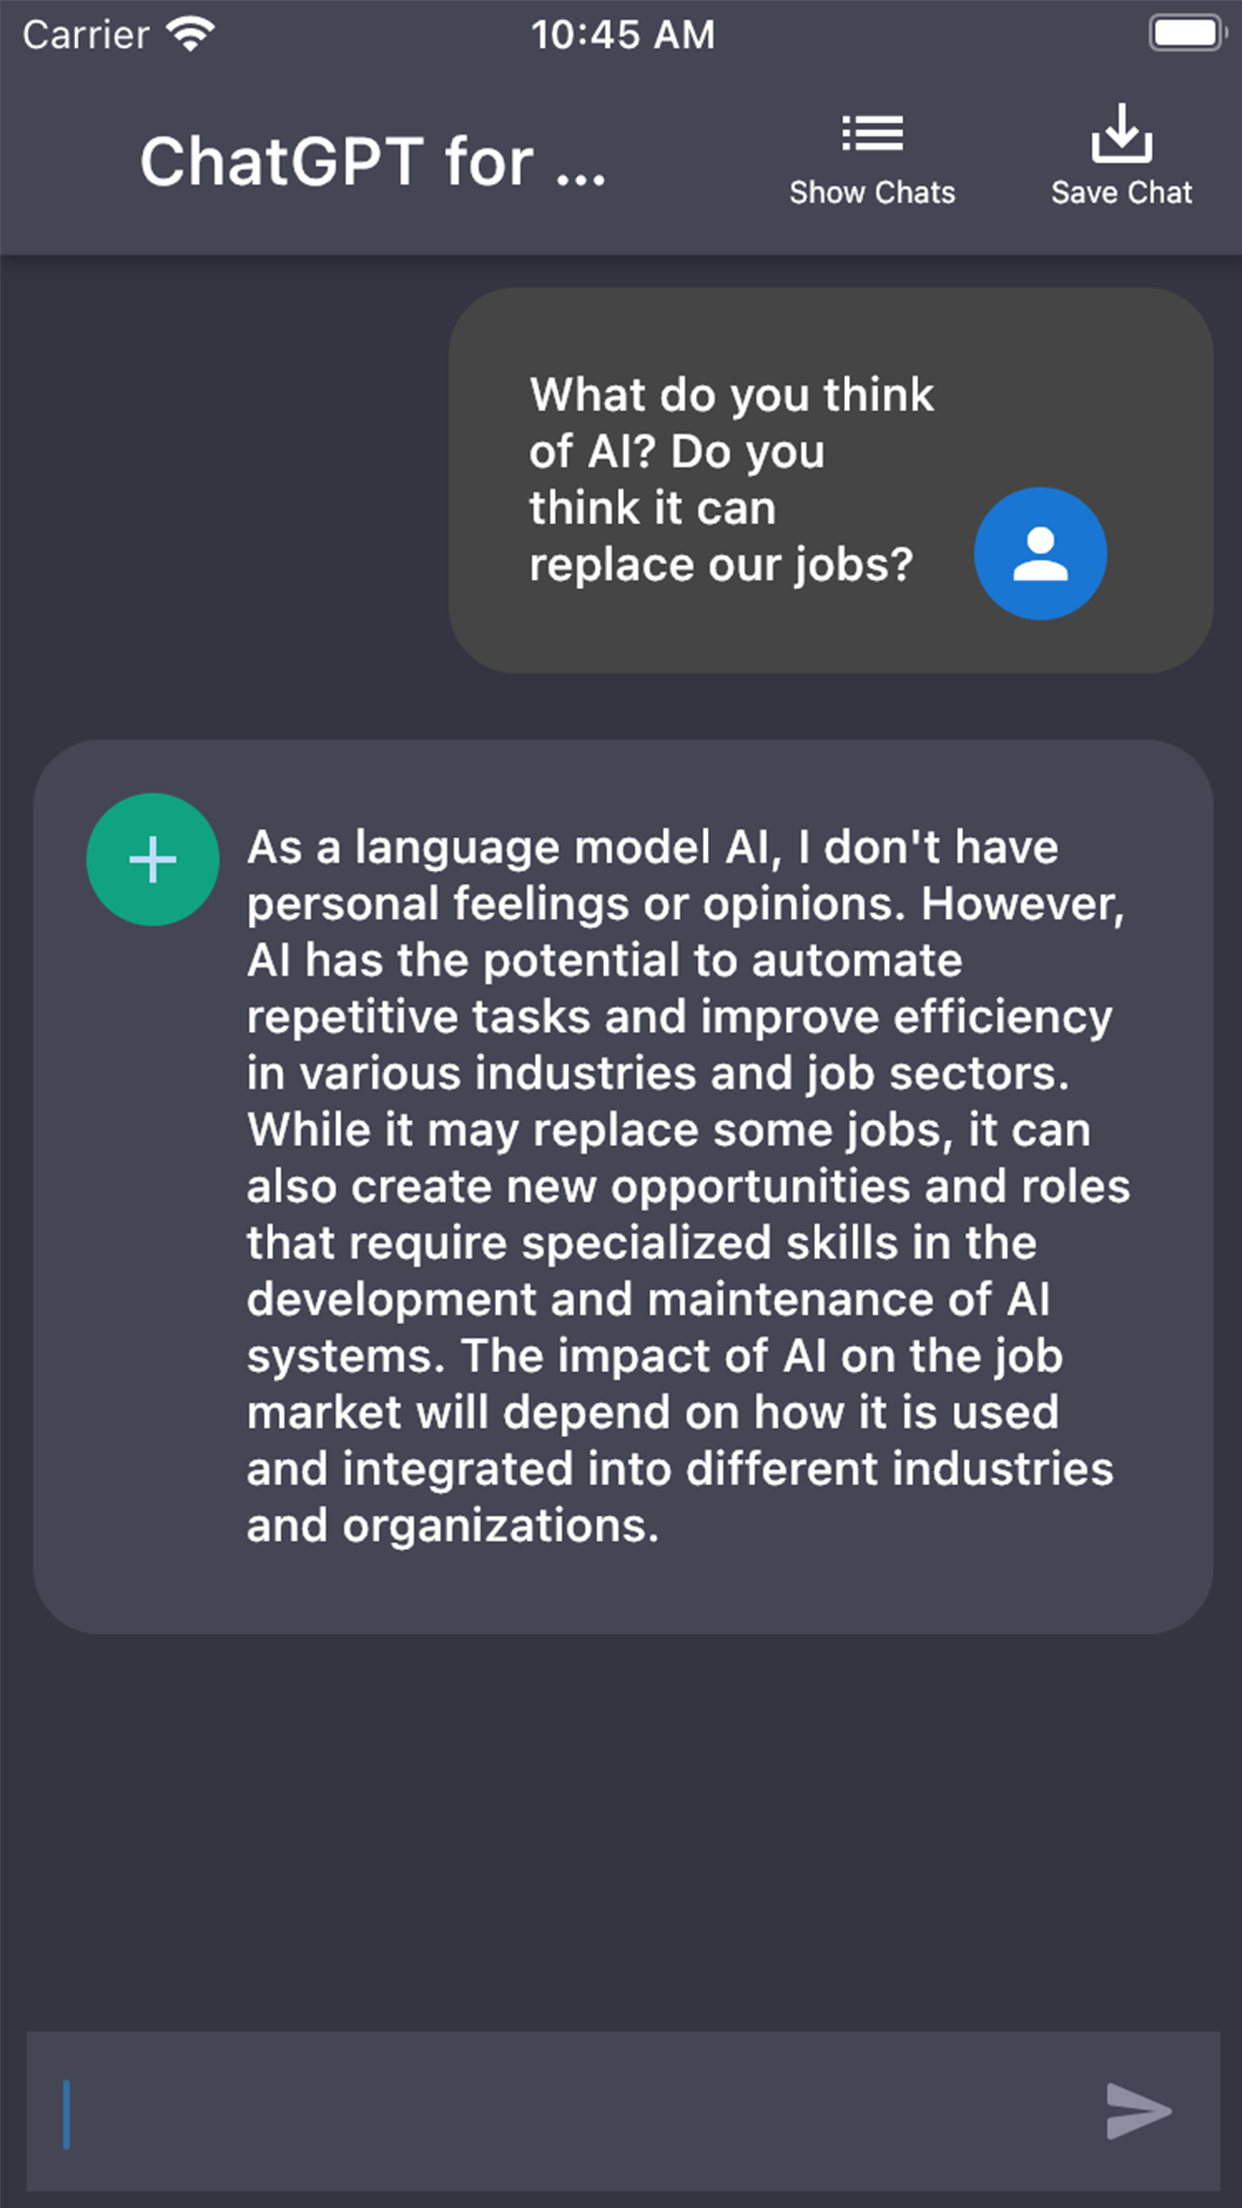 Carrier
10:45 AM
ChatGPT for ...
Show Chats
Save Chat
What do you think
of AI? Do you
think it can
replace our jobs?
As a language model AI, I don't have
personal feelings or opinions. However,
AI has the potential to automate
repetitive tasks and improve efficiency
in various industries and job sectors.
While it may replace some jobs, it can
also create new opportunities and roles
that require specialized skills in the
development and maintenance of AI
systems. The impact of AI on the job
market will depend on how it is used
and integrated into different industries
and organizations.